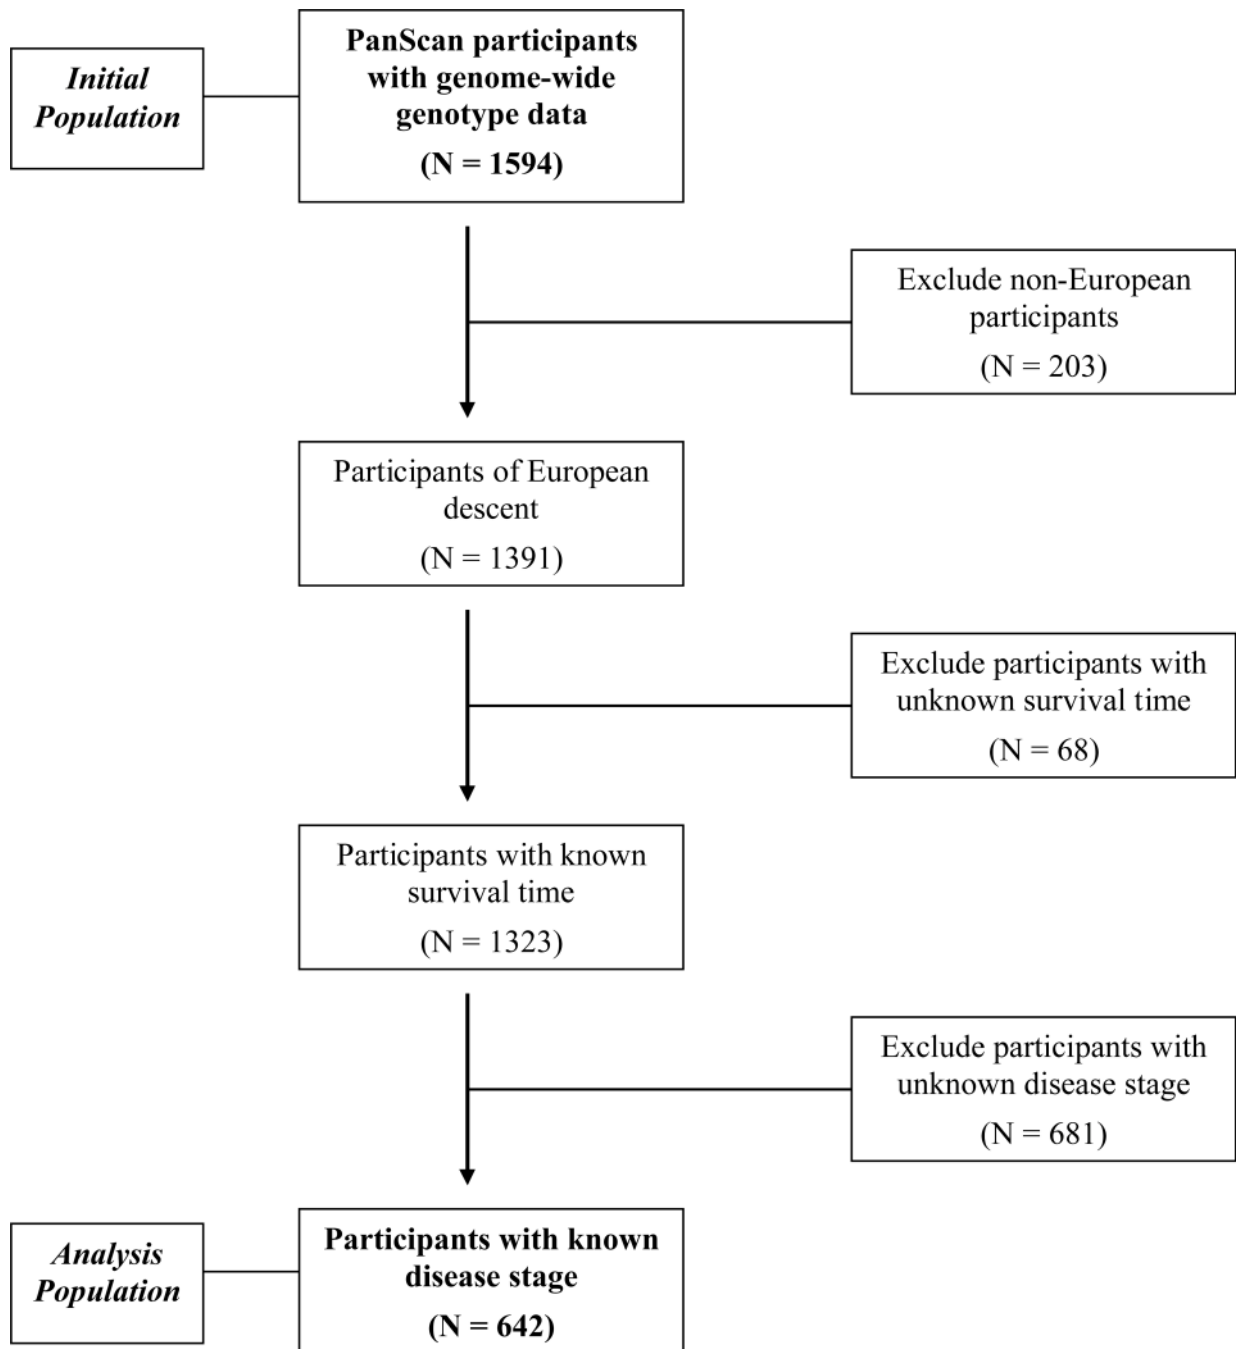 Initial
Population
PanScan participants
with genome-wide
genotype data
(N = 1594)
Exclude non-European
participants
(N = 203)
Participants of European
descent
(N = 1391)
Exclude participants with
unknown survival time
(N = 68)
Participants with known
survival time
(N = 1323)
Exclude participants with
unknown disease stage
(N = 681)
Analysis
Population
Participants with known
disease stage
(N = 642)